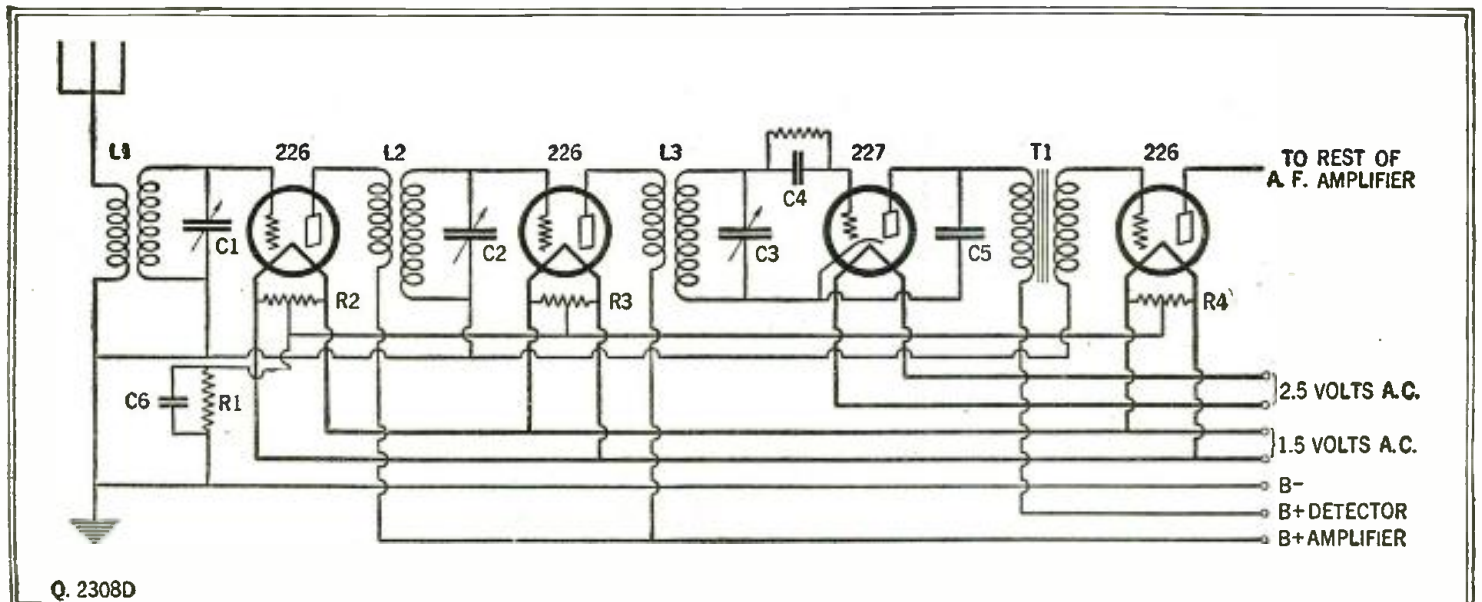 L1 226 L2 226 L3 227 T1 226
TO REST OF
A. F. AMPLIFIER
C1 C2 C3 C4 C5
R2 R3 R4
C6 R1
2.5 VOLTS A.C.
1.5 VOLTS A.C.
B-
B+ DETECTOR
B+ AMPLIFIER
Q. 2308D